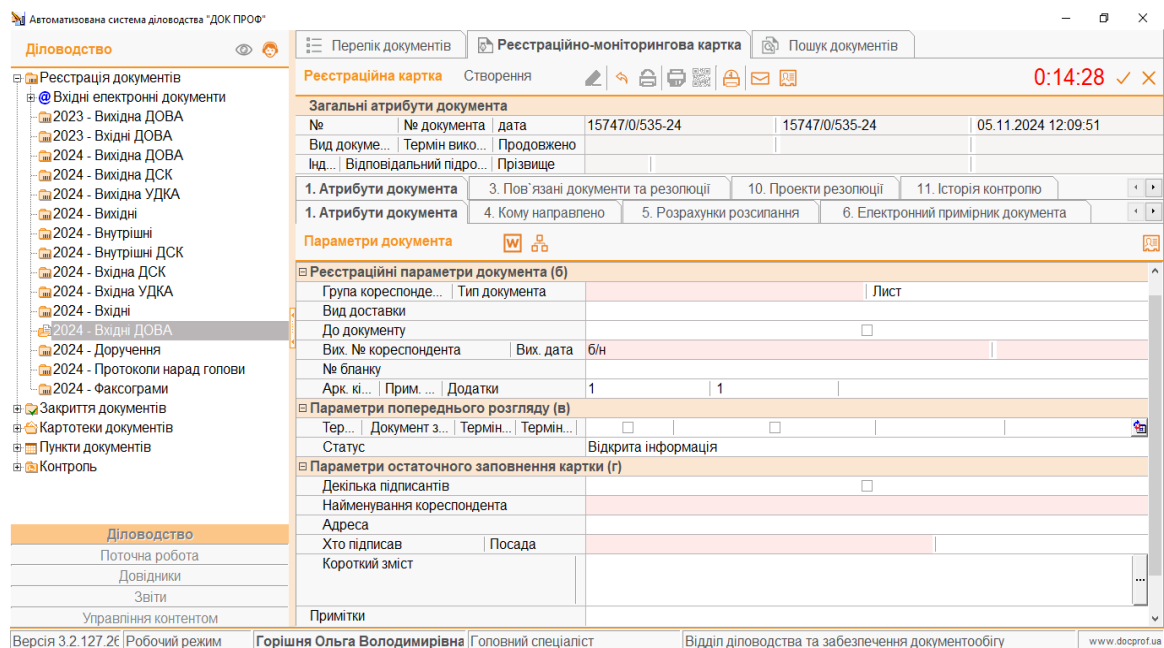 Автоматизована система діловодства "ДОК ПРОФ"
Діловодство
Реєстрація документів
Вхідні електронні документи
2023 - Вихідна ДОВА
2023 - Вхідні ДОВА
2024 - Вихідна ДОВА
2024 - Вихідна ДСК
2024 - Вихідна УДКА
2024 - Вихідні
2024 - Внутрішні
2024 - Внутрішні ДСК
2024 - Вхідна ДСК
2024 - Вхідна УДКА
2024 - Вхідні
2024 - Вхідні ДОВА
2024 - Доручення
2024 - Протоколи нарад голови
2024 - Факсограми
Закриття документів
Картотеки документів
Пункти документів
Контроль
Діловодство
Поточна робота
Довідники
Звіти
Управління контентом
Перелік документів Реєстраційно-моніторингова картка Пошук документів
Реєстраційна картка Створення 0:14:28
Загальні атрибути документа
№ № документа дата 15747/0/535-24 15747/0/535-24 05.11.2024 12:09:51
Вид докуме... Термін вико... Продовжено
Інд... Відповідальний підро... Прізвище
1. Атрибути документа 3. Пов`язані документи та резолюції 10. Проекти резолюції 11. Історія контролю
1. Атрибути документа 4. Кому направлено 5. Розрахунки розсипання 6. Електронний примірник документа
Параметри документа
Реєстраційні параметри документа (б)
Група кореспонде... Тип документа Лист
Вид доставки
До документу
Вих. № кореспондента Вих. дата б/н
№ бланку
Арк. кі... Прим. ... Додатки 1 1
Параметри попереднього розгляду (в)
Тер... Документ з... Термін... Термін...
Статус Відкрита інформація
Параметри остаточного заповнення картки (г)
Декілька підписантів
Найменування кореспондента
Адреса
Хто підписав Посада
Короткий зміст ...
Примітки
Версія 3.2.127.26 Робочий режим Горішня Ольга Володимирівна Головний спеціаліст Відділ діловодства та забезпечення документообігу www.docprof.ua